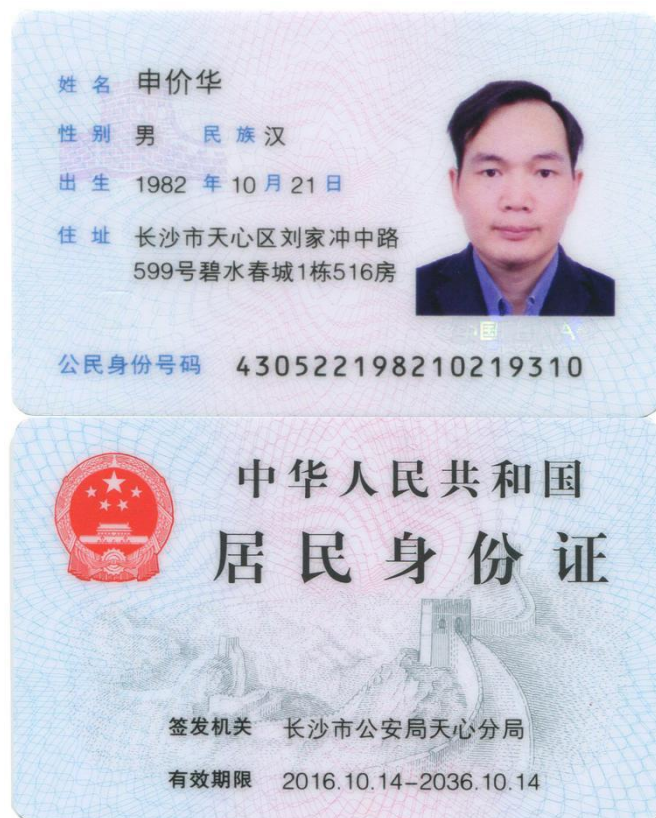 姓名 申价华
性别 男 民族 汉
出生 1982 年 10 月 21 日
住址 长沙市天心区刘家冲中路
599号碧水春城1栋516房
公民身份号码 430522198210219310
中华人民共和国
居民身份证
签发机关 长沙市公安局天心分局
有效期限 2016.10.14-2036.10.14